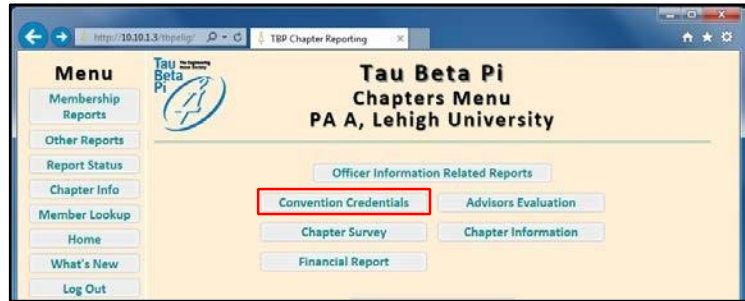 http://10.10.1.3/tbpelig/
TBP Chapter Reporting
Menu
Membership
Reports
Other Reports
Report Status
Chapter Info
Member Lookup
Home
What's New
Log Out
Tau
Beta
Pi
Tau Beta Pi
Chapters Menu
PA A, Lehigh University
Officer Information Related Reports
Convention Credentials
Advisors Evaluation
Chapter Survey
Chapter Information
Financial Report